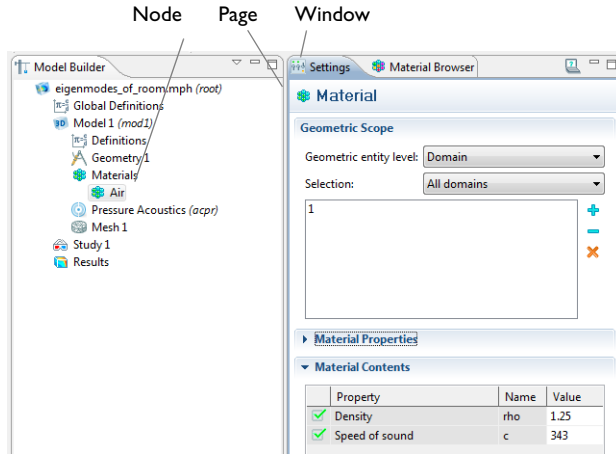 Node Page Window
Model Builder
eigenmodes_of_room.mph (root)
Global Definitions
Model 1 (mod1)
Definitions
Geometry 1
Materials
Air
Pressure Acoustics (acpr)
Mesh 1
Study 1
Results
Settings Material Browser
Material
Geometric Scope
Geometric entity level: Domain
Selection: All domains
1
Material Properties
Material Contents
Property Name Value
Density rho 1.25
Speed of sound c 343